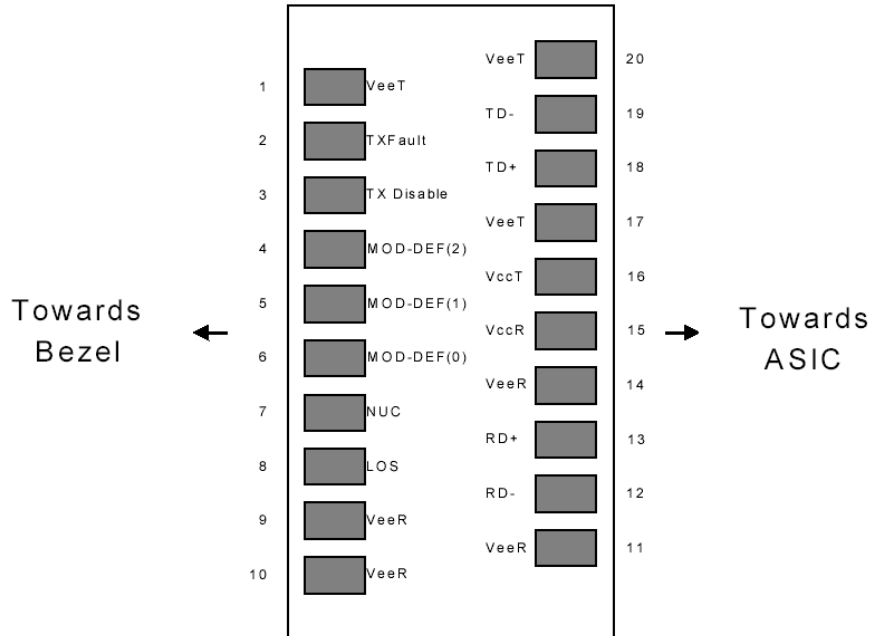 VeeT 20
1 VeeT
TD- 19
2 TXFault
TD+ 18
3 TX Disable
VeeT 17
4 MOD-DEF(2)
VccT 16
5 MOD-DEF(1)
Towards
Bezel
VccR 15
Towards
ASIC
6 MOD-DEF(0)
VeeR 14
7 NUC
RD+ 13
8 LOS
RD- 12
9 VeeR
VeeR 11
10 VeeR